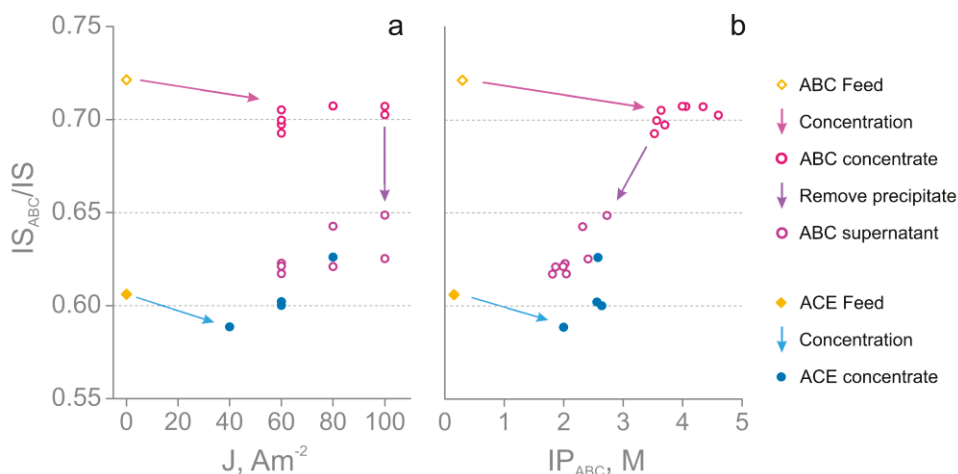 a
b
0.75
0.70
0.65
0.60
0.55
IS_ABC/IS
0 20 40 60 80 100
J, Am⁻²
0 1 2 3 4 5
IP_ABC, M
ABC Feed
Concentration
ABC concentrate
Remove precipitate
ABC supernatant
ACE Feed
Concentration
ACE concentrate